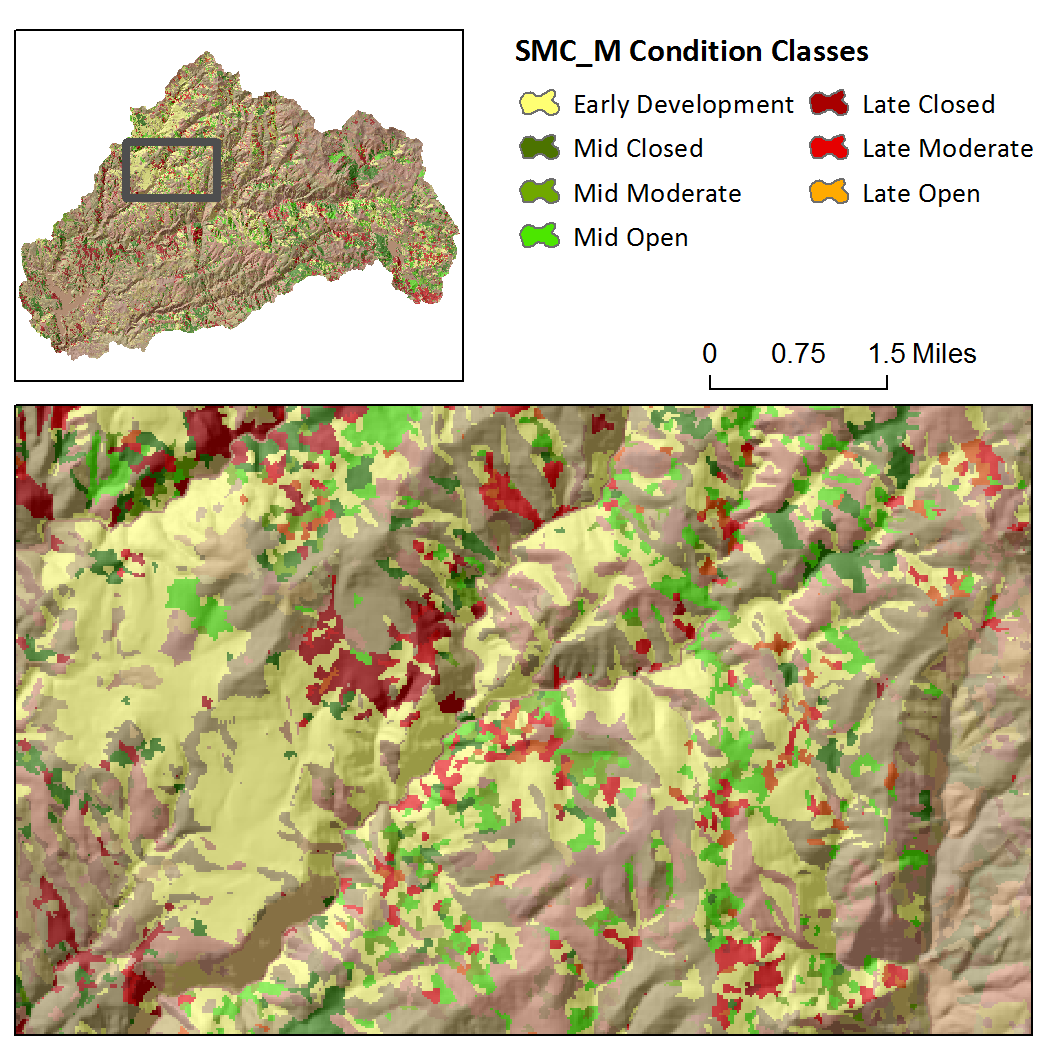 SMC_M Condition Classes
Early Development
Late Closed
Mid Closed
Late Moderate
Mid Moderate
Late Open
Mid Open
0 0.75 1.5 Miles